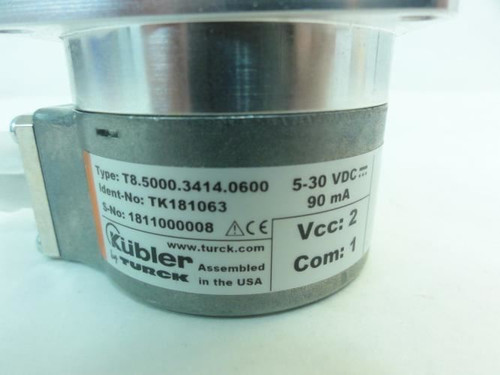 Type: T8.5000.3414.0600
Ident-No: TK181063
S-No: 1811000008 CE
5-30 VDC
90 mA
Kübler
by TURCK
www.turck.com
Assembled
in the USA
Vcc: 2
Com: 1